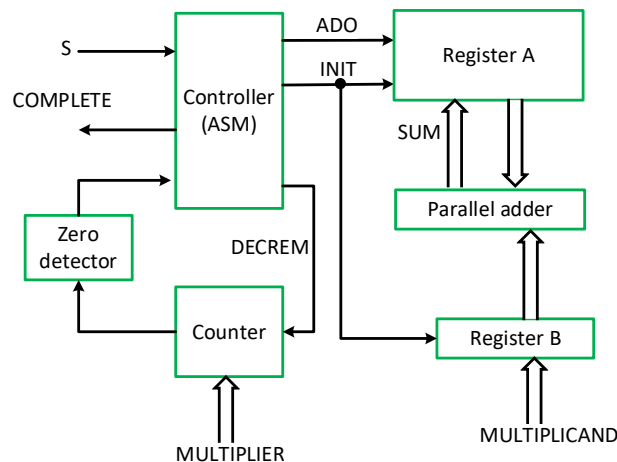 S
COMPLETE
Controller
(ASM)
ADO
INIT
Register A
SUM
Parallel adder
Zero
detector
DECREM
Counter
Register B
MULTIPLIER
MULTIPLICAND